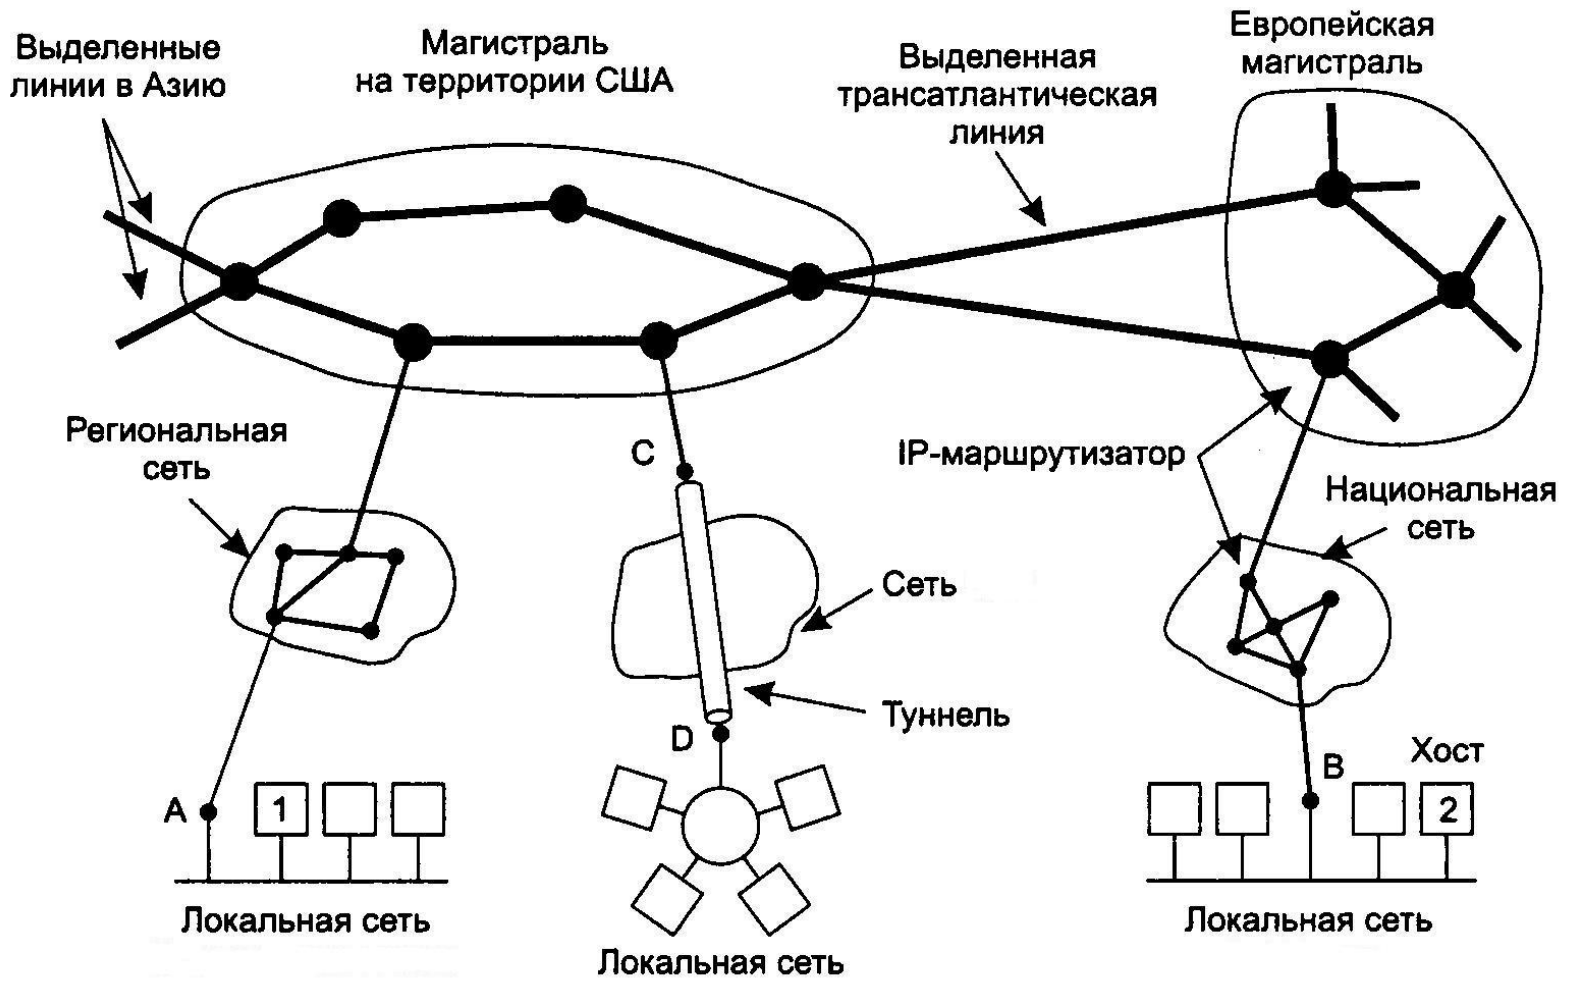 Выделенные
линии в Азию
Магистраль
на территории США
Выделенная
трансатлантическая
линия
Европейская
магистраль
Региональная
сеть
C
IP-маршрутизатор
Национальная
сеть
Сеть
Туннель
D
A
1
B
Хост
2
Локальная сеть
Локальная сеть
Локальная сеть